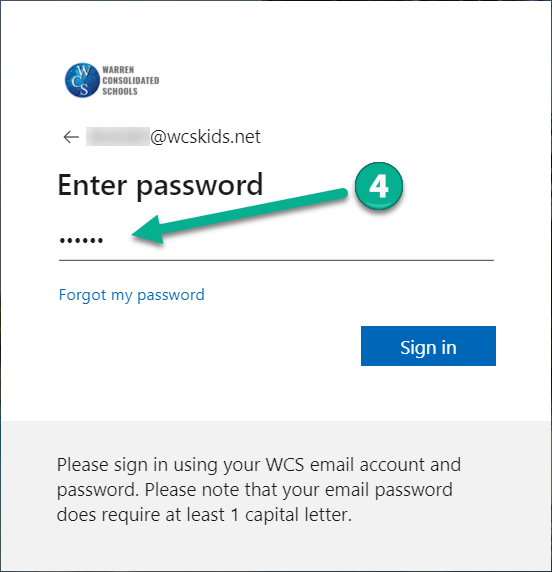 WCS
WARREN
CONSOLIDATED
SCHOOLS
@wcskids.net
Enter password
4
••••••
Forgot my password
Sign in
Please sign in using your WCS email account and
password. Please note that your email password
does require at least 1 capital letter.